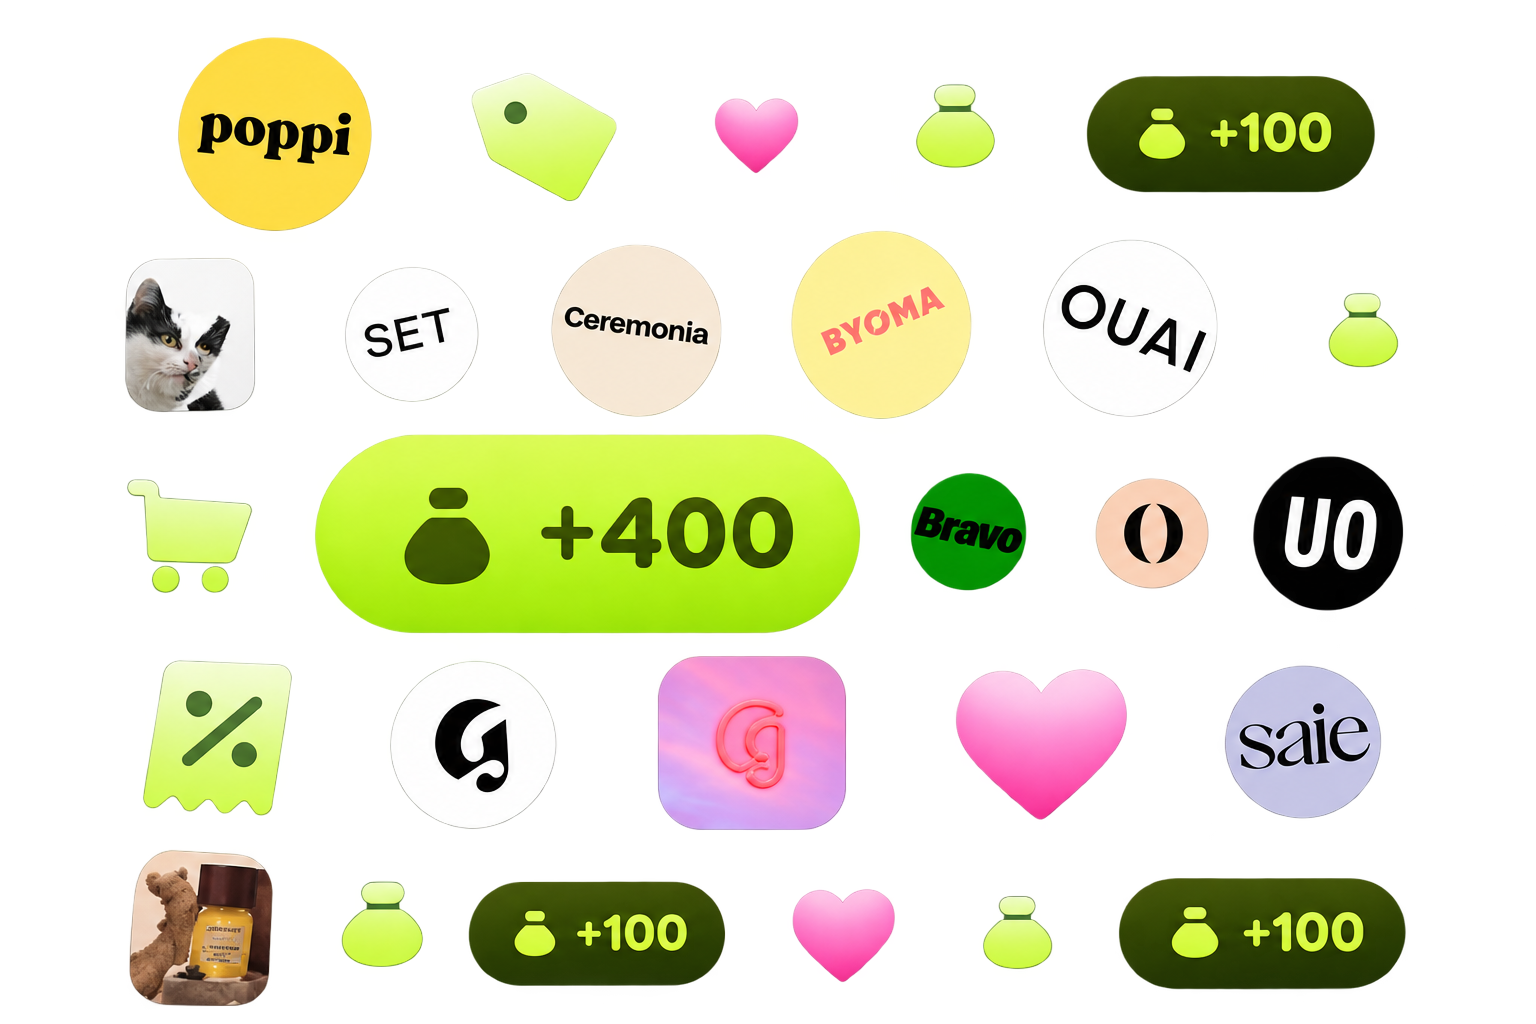 poppi
+100
SET
Ceremonia
BYOMA
OUAI
+400
Bravo
O
UO
%
G
G
saie
+100
+100